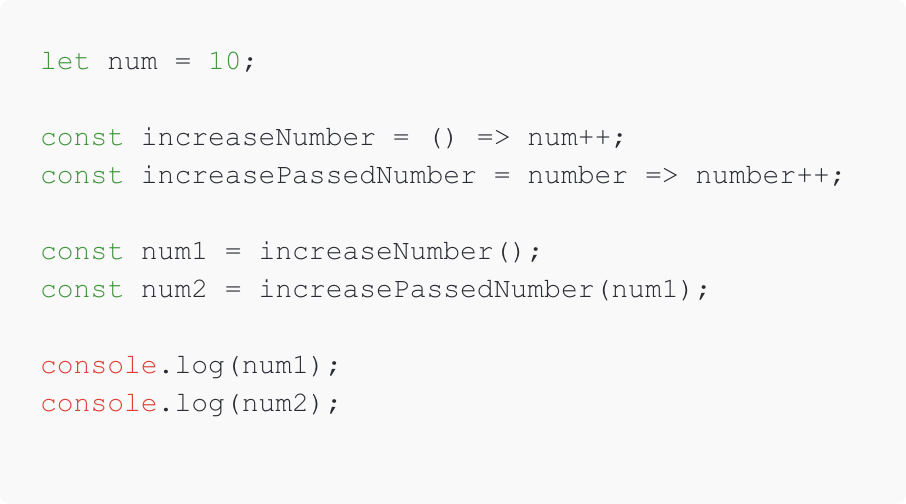 let num = 10;
const increaseNumber = () => num++;
const increasePassedNumber = number => number++;
const num1 = increaseNumber();
const num2 = increasePassedNumber(num1);
console.log(num1);
console.log(num2);